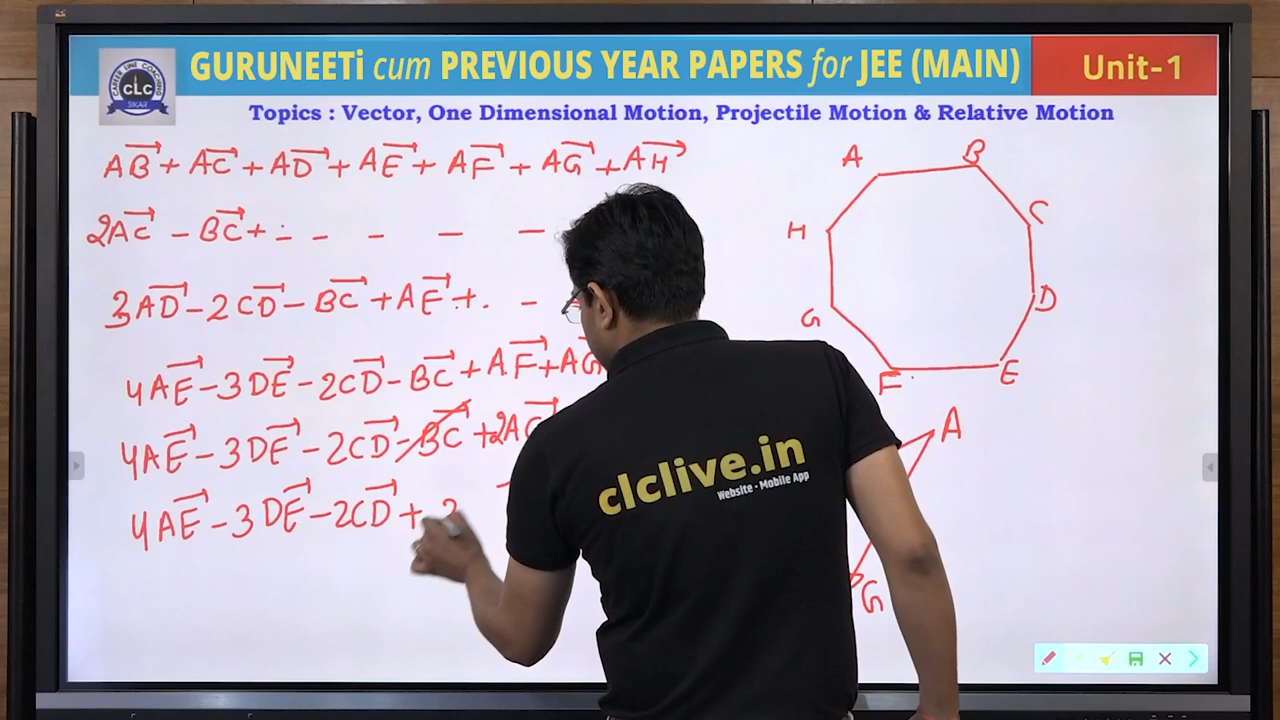 GURUNEETi cum PREVIOUS YEAR PAPERS for JEE (MAIN)
Unit-1
CAREER LINE COACHING
CLC
SIKAR
Topics : Vector, One Dimensional Motion, Projectile Motion & Relative Motion
AB + AC + AD + AE + AF + AG + AH
2AC - BC + - - - - -
3AD - 2CD - BC + AE + . -
4AE - 3DE - 2CD - BC + AF + AG
4AE - 3DE - 2CD - BC + 2AG
4AE - 3DE - 2CD +
A
B
H
C
G
D
F
E
A
G
clclive.in
Website - Mobile App